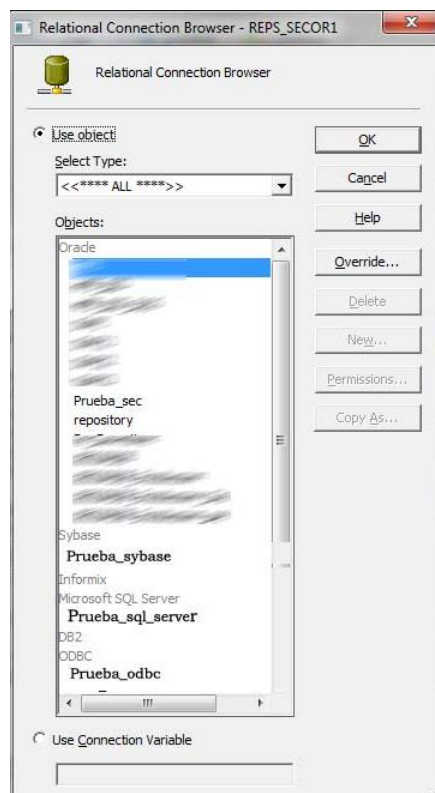 Relational Connection Browser - REPS_SECOR1
Relational Connection Browser
Use object
Select Type:
<<**** ALL ****>>
Objects:
Oracle
Prueba_sec
repository
Sybase
Prueba_sybase
Informix
Microsoft SQL Server
Prueba_sql_server
DB2
ODBC
Prueba_odbc
Use Connection Variable
OK
Cancel
Help
Override...
Delete
New...
Permissions...
Copy As...